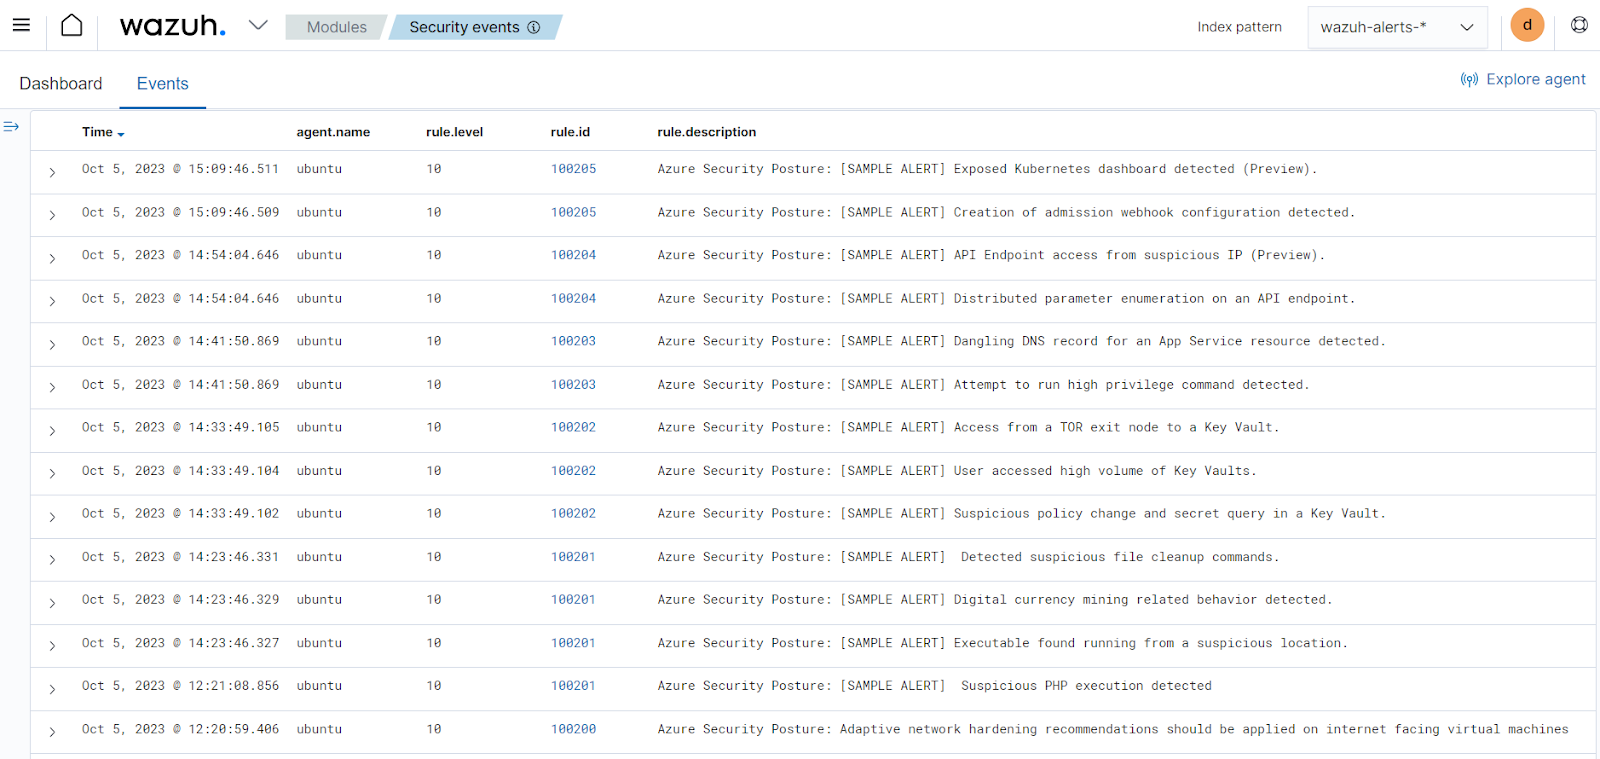 wazuh. Modules Security events Index pattern wazuh-alerts-* d
Dashboard Events Explore agent
Time agent.name rule.level rule.id rule.description
Oct 5, 2023 @ 15:09:46.511 ubuntu 10 100205 Azure Security Posture: [SAMPLE ALERT] Exposed Kubernetes dashboard detected (Preview).
Oct 5, 2023 @ 15:09:46.509 ubuntu 10 100205 Azure Security Posture: [SAMPLE ALERT] Creation of admission webhook configuration detected.
Oct 5, 2023 @ 14:54:04.646 ubuntu 10 100204 Azure Security Posture: [SAMPLE ALERT] API Endpoint access from suspicious IP (Preview).
Oct 5, 2023 @ 14:54:04.646 ubuntu 10 100204 Azure Security Posture: [SAMPLE ALERT] Distributed parameter enumeration on an API endpoint.
Oct 5, 2023 @ 14:41:50.869 ubuntu 10 100203 Azure Security Posture: [SAMPLE ALERT] Dangling DNS record for an App Service resource detected.
Oct 5, 2023 @ 14:41:50.869 ubuntu 10 100203 Azure Security Posture: [SAMPLE ALERT] Attempt to run high privilege command detected.
Oct 5, 2023 @ 14:33:49.105 ubuntu 10 100202 Azure Security Posture: [SAMPLE ALERT] Access from a TOR exit node to a Key Vault.
Oct 5, 2023 @ 14:33:49.104 ubuntu 10 100202 Azure Security Posture: [SAMPLE ALERT] User accessed high volume of Key Vaults.
Oct 5, 2023 @ 14:33:49.102 ubuntu 10 100202 Azure Security Posture: [SAMPLE ALERT] Suspicious policy change and secret query in a Key Vault.
Oct 5, 2023 @ 14:23:46.331 ubuntu 10 100201 Azure Security Posture: [SAMPLE ALERT] Detected suspicious file cleanup commands.
Oct 5, 2023 @ 14:23:46.329 ubuntu 10 100201 Azure Security Posture: [SAMPLE ALERT] Digital currency mining related behavior detected.
Oct 5, 2023 @ 14:23:46.327 ubuntu 10 100201 Azure Security Posture: [SAMPLE ALERT] Executable found running from a suspicious location.
Oct 5, 2023 @ 12:21:08.856 ubuntu 10 100201 Azure Security Posture: [SAMPLE ALERT] Suspicious PHP execution detected
Oct 5, 2023 @ 12:20:59.406 ubuntu 10 100200 Azure Security Posture: Adaptive network hardening recommendations should be applied on internet facing virtual machines